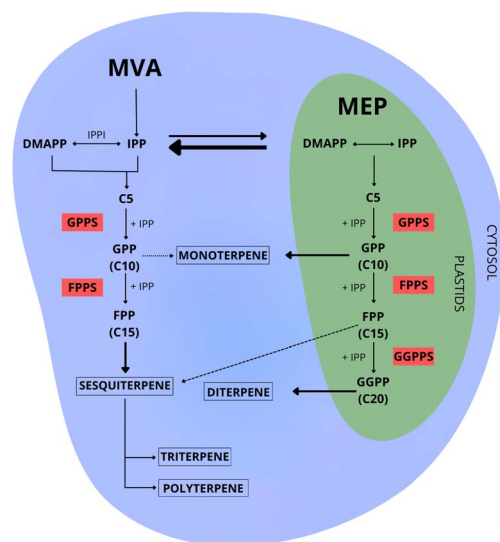 MVA
MEP
DMAPP IPPI IPP
DMAPP IPP
C5
C5
GPPS + IPP
+ IPP GPPS
GPP
(C10)
MONOTERPENE
GPP
(C10)
FPPS + IPP
+ IPP FPPS
FPP
(C15)
FPP
(C15)
+ IPP GGPPS
SESQUITERPENE
DITERPENE
GGPP
(C20)
TRITERPENE
POLYTERPENE
PLASTIDS
CYTOSOL